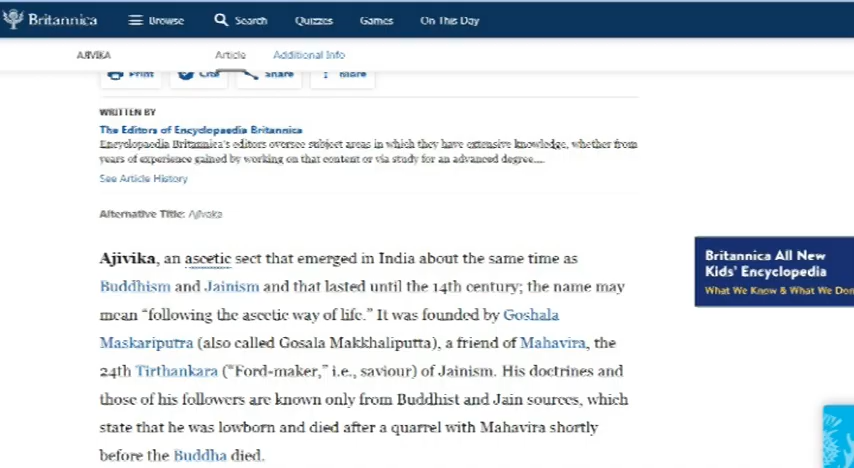 Britannica Browse Search Quizzes Games On This Day
AJIVIKA Article Additional Info
Print Cite Share More
WRITTEN BY
The Editors of Encyclopaedia Britannica
Encyclopaedia Britannica's editors oversee subject areas in which they have extensive knowledge, whether from
years of experience gained by working on that content or via study for an advanced degree....
See Article History
Alternative Title: Ajivaka
Ajivika, an ascetic sect that emerged in India about the same time as
Buddhism and Jainism and that lasted until the 14th century; the name may
mean “following the ascetic way of life.” It was founded by Goshala
Maskariputra (also called Gosala Makkhaliputta), a friend of Mahavira, the
24th Tirthankara (“Ford-maker,” i.e., saviour) of Jainism. His doctrines and
those of his followers are known only from Buddhist and Jain sources, which
state that he was lowborn and died after a quarrel with Mahavira shortly
before the Buddha died.
Britannica All New
Kids' Encyclopedia
What We Know & What We Don